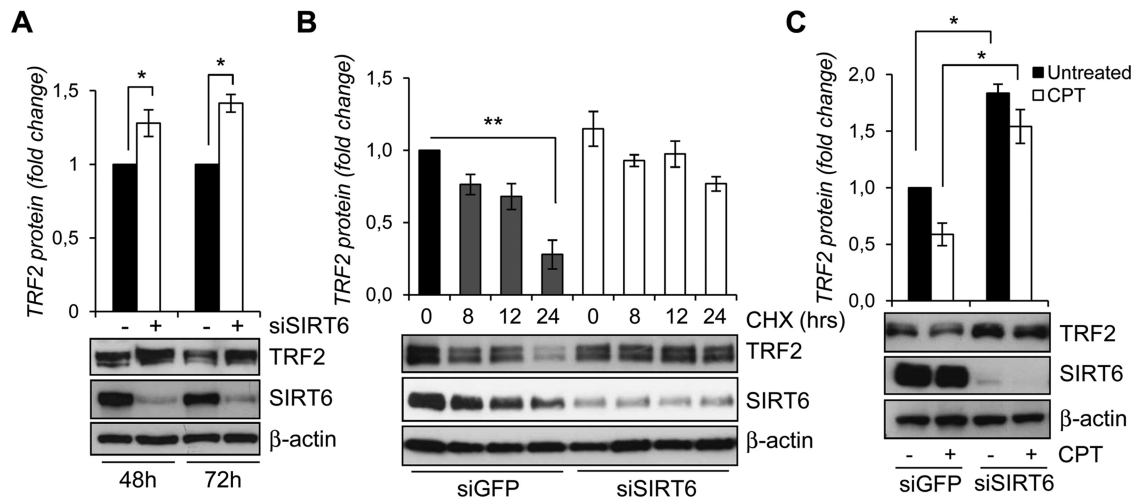 A
TRF2 protein (fold change)
1,5
1
0,5
0
*
*
- + - + siSIRT6
TRF2
SIRT6
β-actin
48h 72h
B
TRF2 protein (fold change)
1,5
1,0
0,5
0,0
**
0 8 12 24 0 8 12 24 CHX (hrs)
TRF2
SIRT6
β-actin
siGFP siSIRT6
C
TRF2 protein (fold change)
2,0
1,5
1,0
0,5
0,0
*
*
Untreated
CPT
TRF2
SIRT6
β-actin
- + - + CPT
siGFP siSIRT6